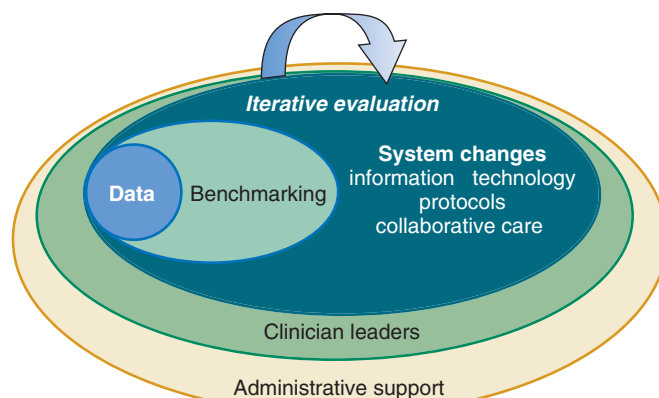 Iterative evaluation
System changes
information technology
protocols
collaborative care
Data
Benchmarking
Clinician leaders
Administrative support